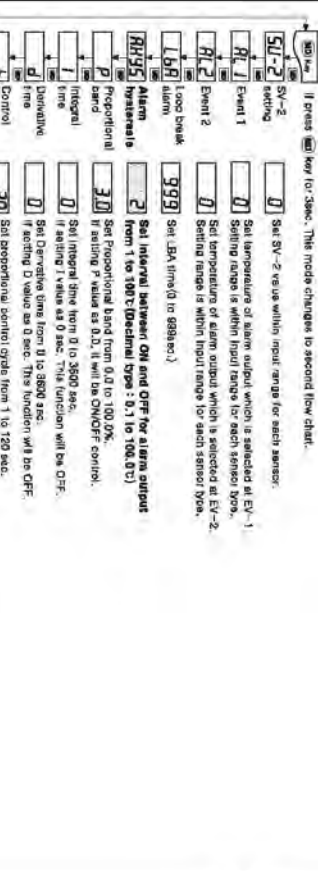 MD Key If press MD key for 3sec. This mode changes to second flow chart.
SV-2
SV-2
setting
0
Set SV-2 value within input range for each sensor.
AL1
Event 1
0
Set temperature of alarm output which is selected at EV-1.
Setting range is within input range for each sensor type.
AL2
Event 2
0
Set temperature of alarm output which is selected at EV-2.
Setting range is within input range for each sensor type.
LbA
Loop break
alarm
999
Set LBA time(0 to 999sec.)
AHYS
Alarm
hysteresis
2
Set interval between ON and OFF for alarm output
from 1 to 100℃(Decimal type : 0.1 to 100.0℃)
P
Proportional
band
3.0
Set Proportional band from 0.0 to 100.0%.
If setting P value as 0.0, it will be ON/OFF control.
I
Integral
time
0
Set Integral time from 0 to 3600 sec.
If setting I value as 0 sec, This function will be OFF.
d
Derivative
time
0
Set Dervative time from 0 to 3600 sec.
If setting D value as 0 sec. This function will be OFF.
Control
Set proportional control cycle from 1 to 120 sec.